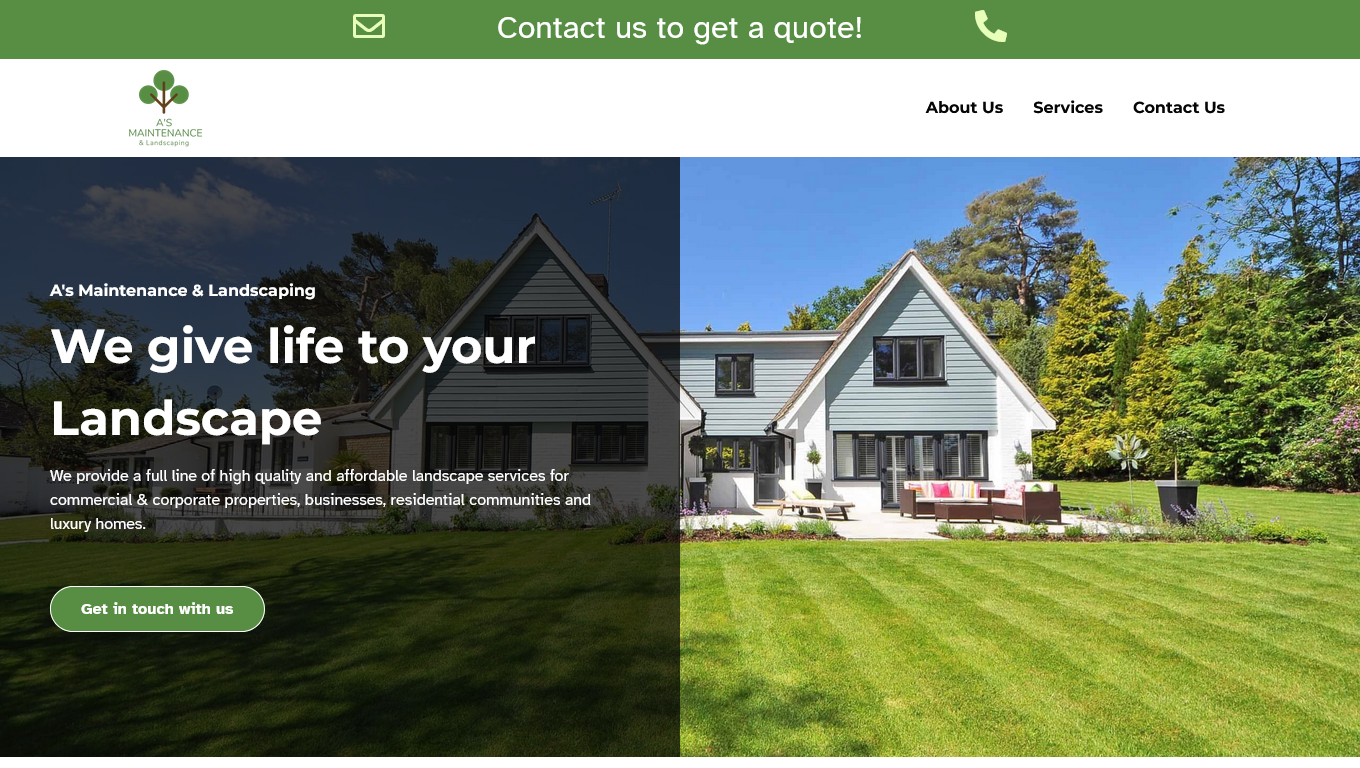 Contact us to get a quote!
A'S
MAINTENANCE
& Landscaping
About Us
Services
Contact Us
A's Maintenance & Landscaping
We give life to your
Landscape
We provide a full line of high quality and affordable landscape services for
commercial & corporate properties, businesses, residential communities and
luxury homes.
Get in touch with us